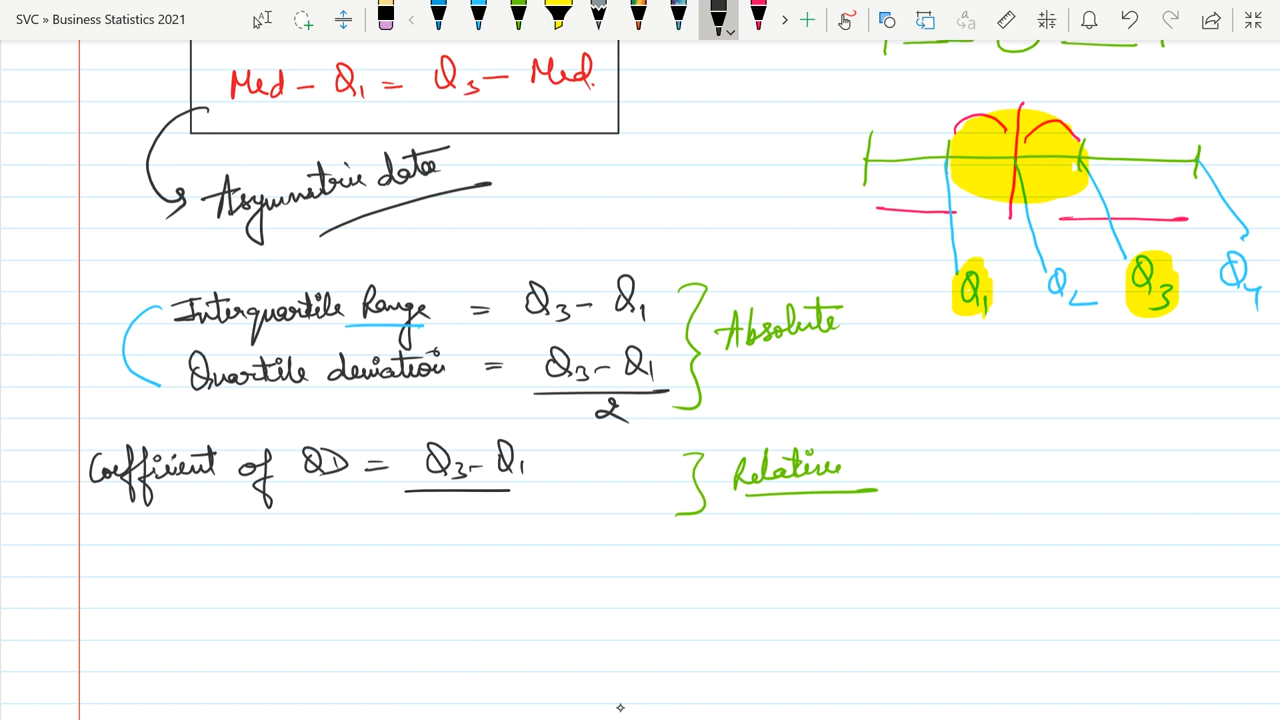 SVC » Business Statistics 2021
Med - Q1 = Q3 - Med.
Asymmetric data
Q1 Q2 Q3 Q4
Interquartile Range = Q3 - Q1
Quartile deviation = Q3 - Q1
2
Absolute
Coefficient of QD = Q3 - Q1
Relative